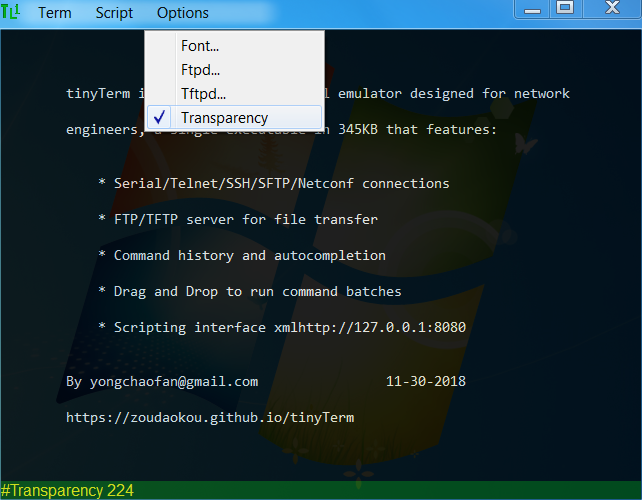 Term Script Options
Font...
Ftpd...
Tftpd...
Transparency
tinyTerm i l emulator designed for network
engineers, a single executable in 345KB that features:
* Serial/Telnet/SSH/SFTP/Netconf connections
* FTP/TFTP server for file transfer
* Command history and autocompletion
* Drag and Drop to run command batches
* Scripting interface xmlhttp://127.0.0.1:8080
By yongchaofan@gmail.com 11-30-2018
https://zoudaokou.github.io/tinyTerm
#Transparency 224